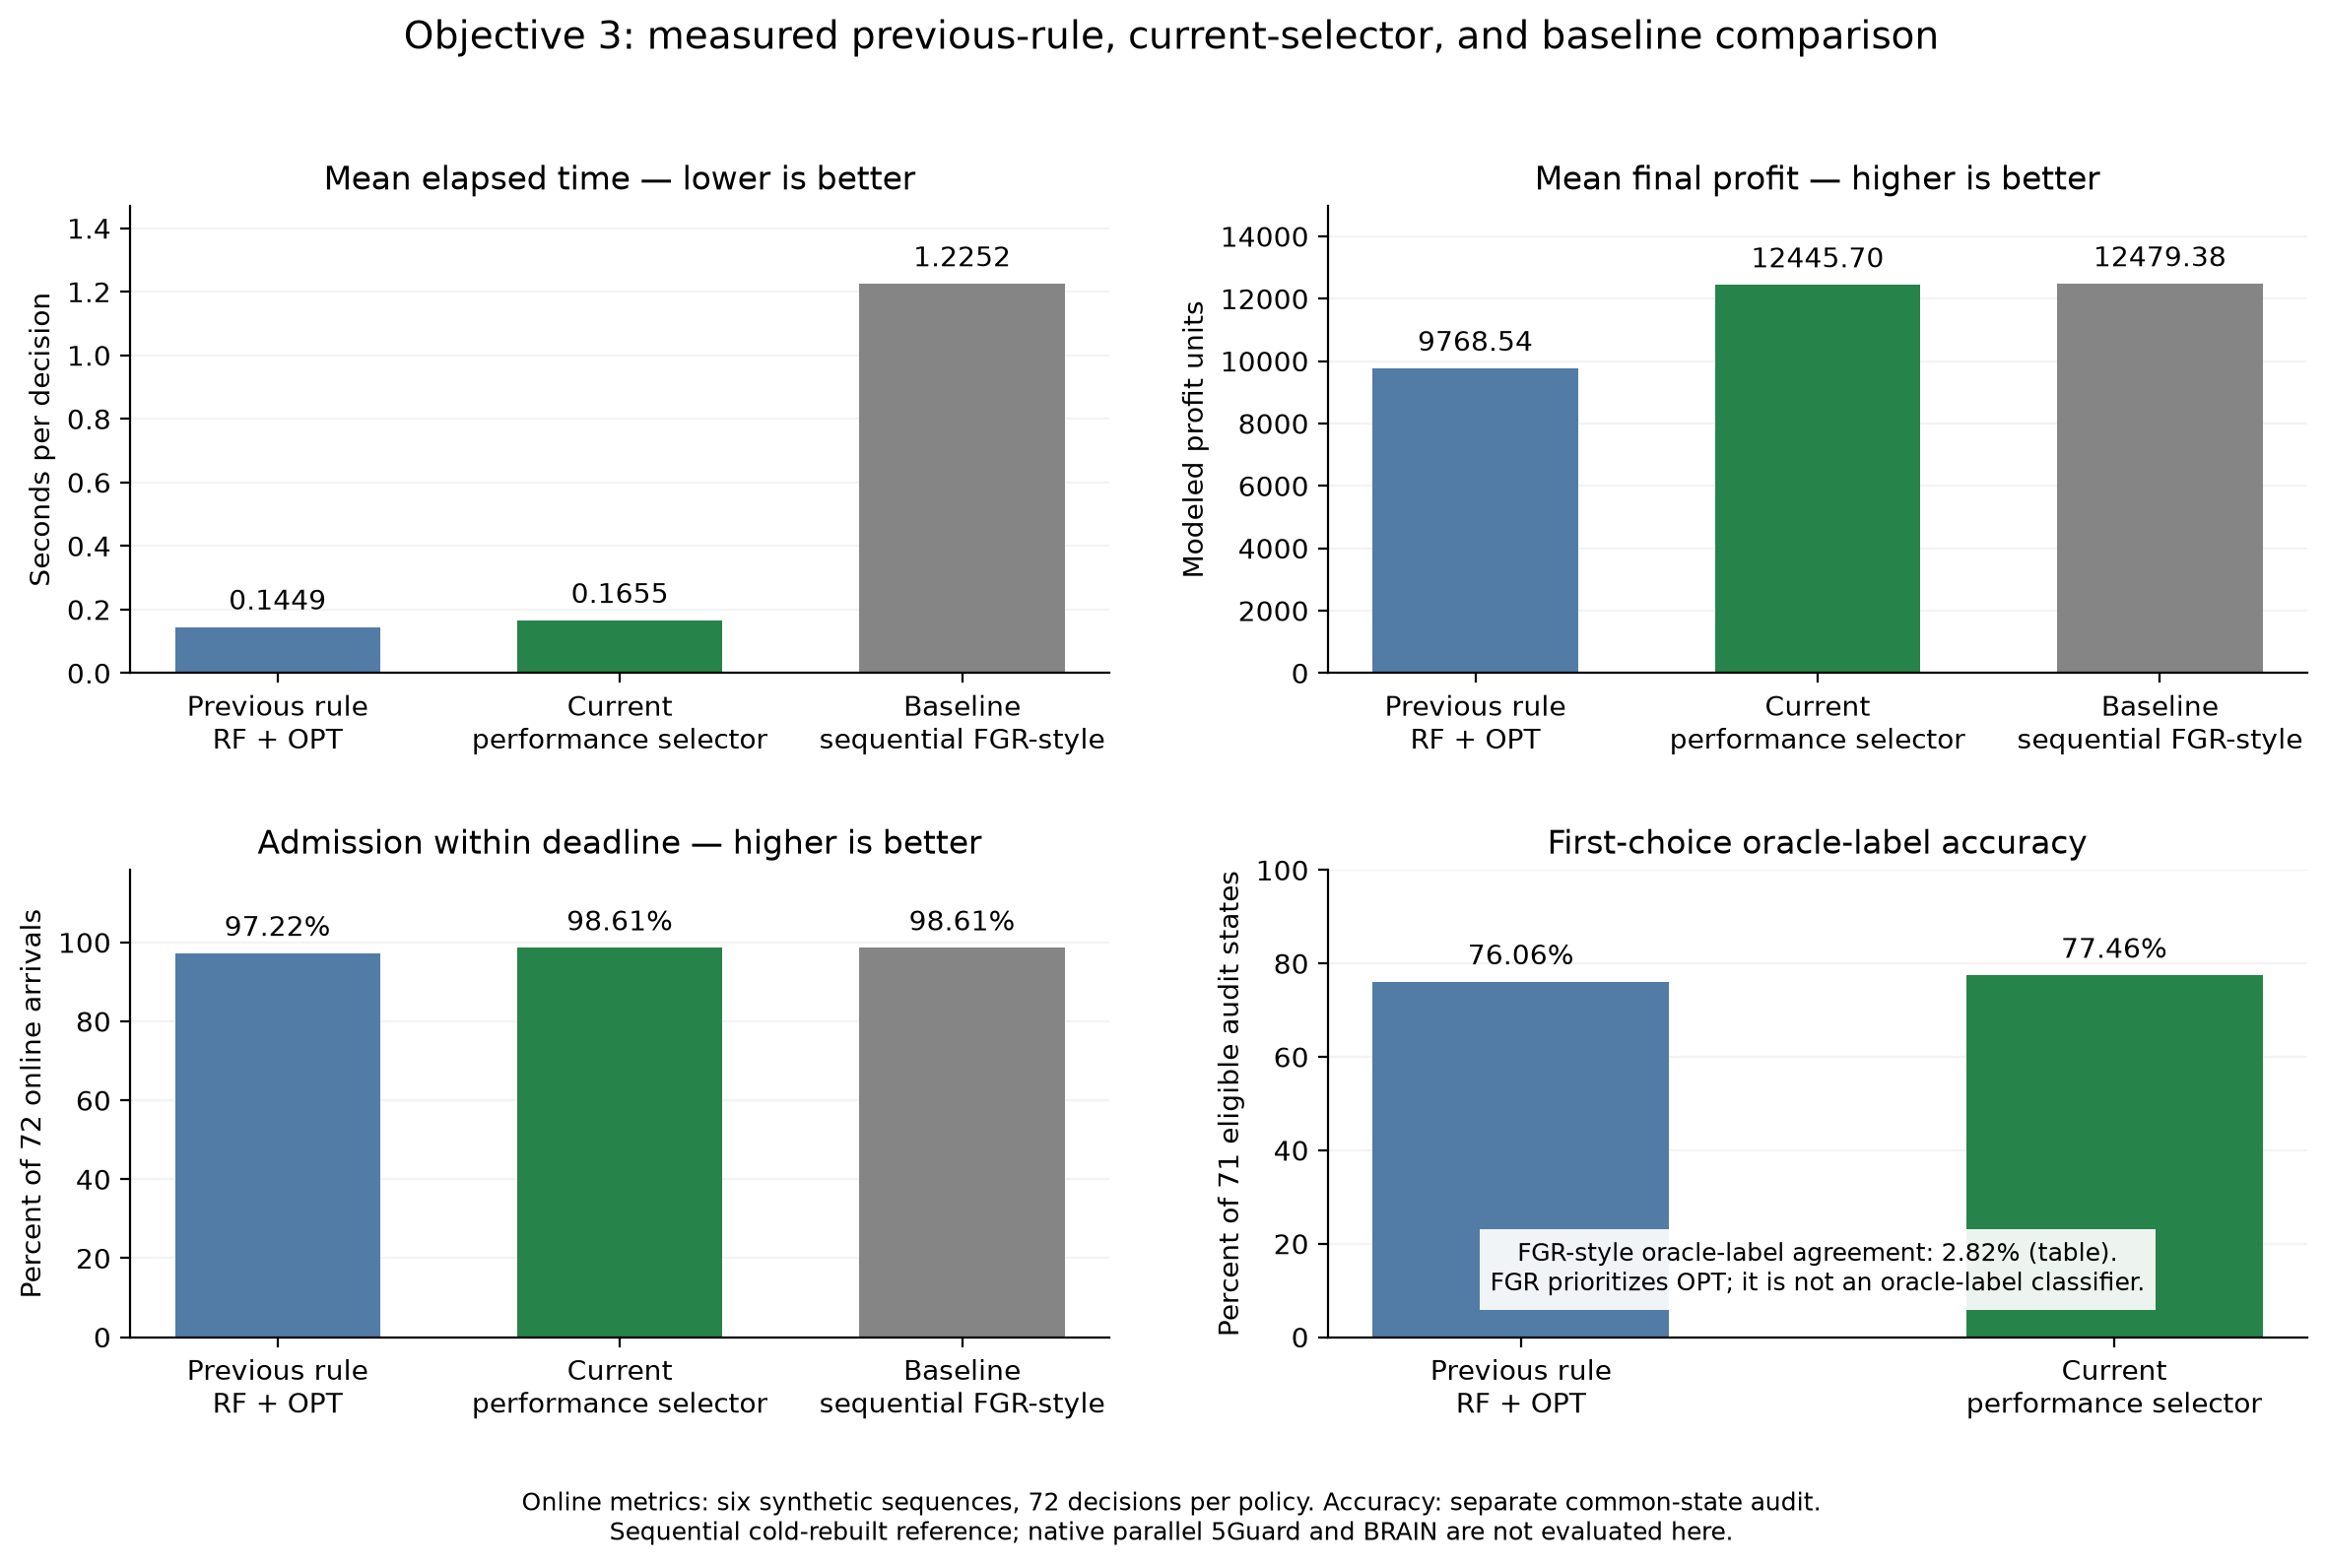 Objective 3: measured previous-rule, current-selector, and baseline comparison
Mean elapsed time — lower is better
Seconds per decision
1.4
1.2
1.0
0.8
0.6
0.4
0.2
0.0
0.1449
0.1655
1.2252
Previous rule
RF + OPT
Current
performance selector
Baseline
sequential FGR-style
Mean final profit — higher is better
Modeled profit units
14000
12000
10000
8000
6000
4000
2000
0
9768.54
12445.70
12479.38
Previous rule
RF + OPT
Current
performance selector
Baseline
sequential FGR-style
Admission within deadline — higher is better
Percent of 72 online arrivals
100
80
60
40
20
0
97.22%
98.61%
98.61%
Previous rule
RF + OPT
Current
performance selector
Baseline
sequential FGR-style
First-choice oracle-label accuracy
Percent of 71 eligible audit states
100
80
60
40
20
0
76.06%
77.46%
FGR-style oracle-label agreement: 2.82% (table).
FGR prioritizes OPT; it is not an oracle-label classifier.
Previous rule
RF + OPT
Current
performance selector
Online metrics: six synthetic sequences, 72 decisions per policy. Accuracy: separate common-state audit.
Sequential cold-rebuilt reference; native parallel 5Guard and BRAIN are not evaluated here.